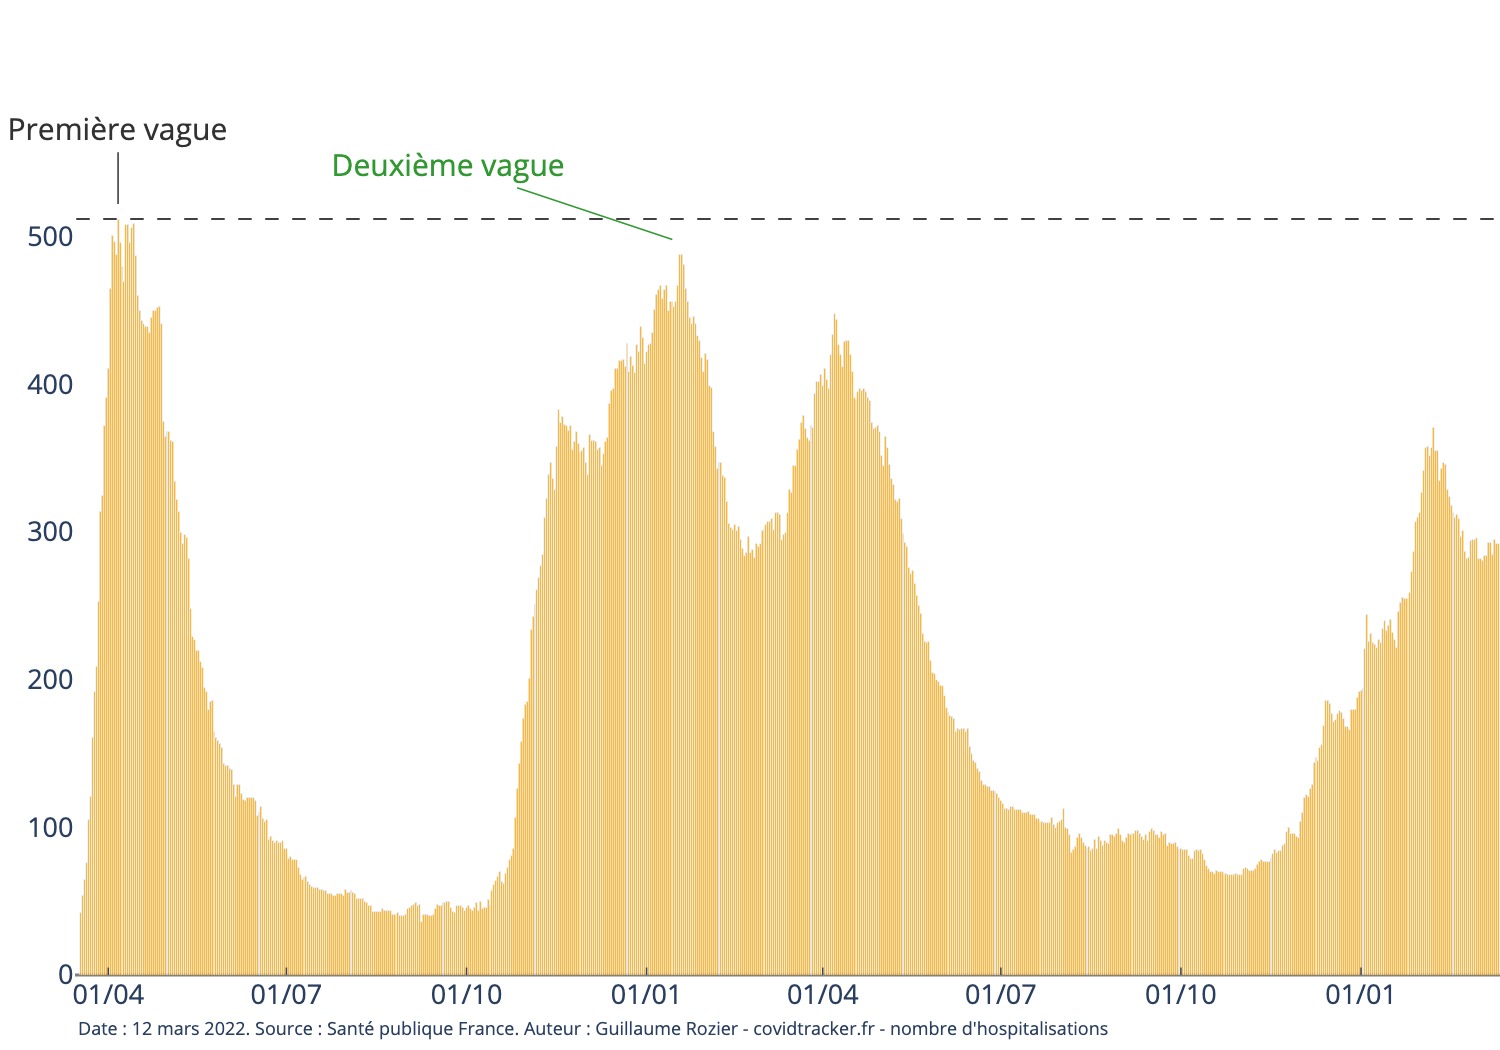 Première vague
Deuxième vague
500
400
300
200
100
0
01/04 01/07 01/10 01/01 01/04 01/07 01/10 01/01
Date : 12 mars 2022. Source : Santé publique France. Auteur : Guillaume Rozier - covidtracker.fr - nombre d'hospitalisations